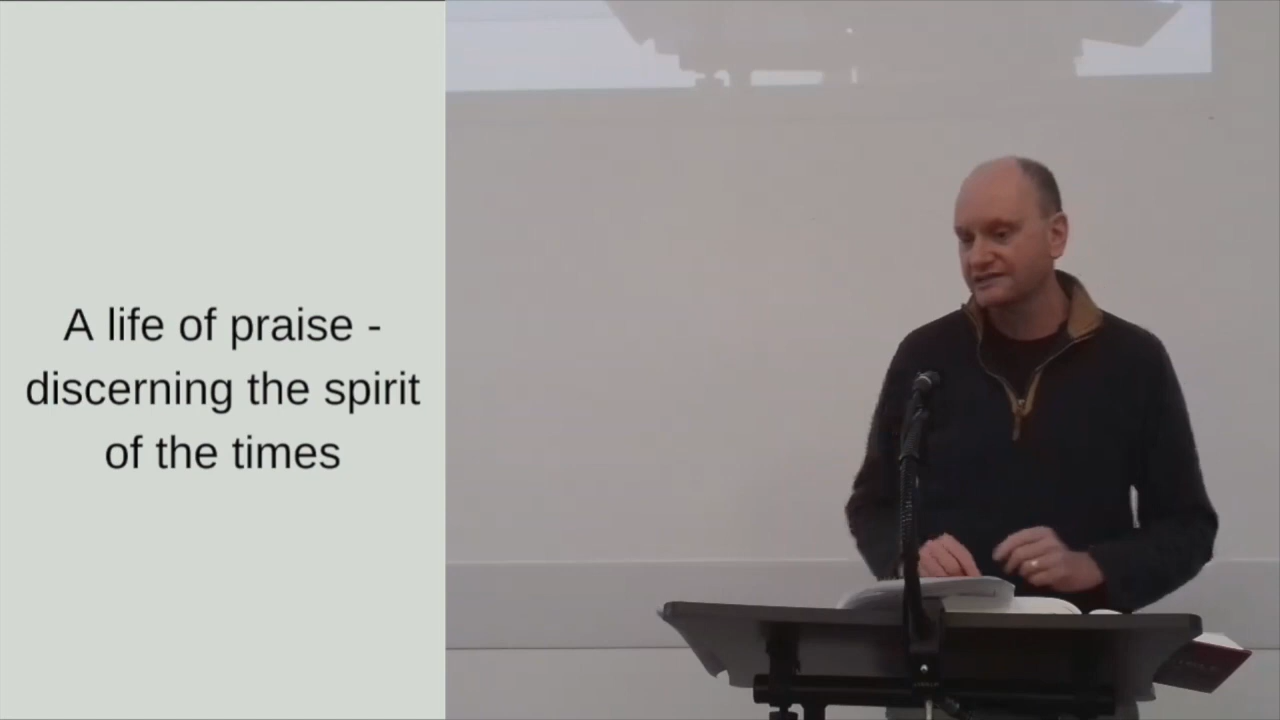 A life of praise -
discerning the spirit
of the times